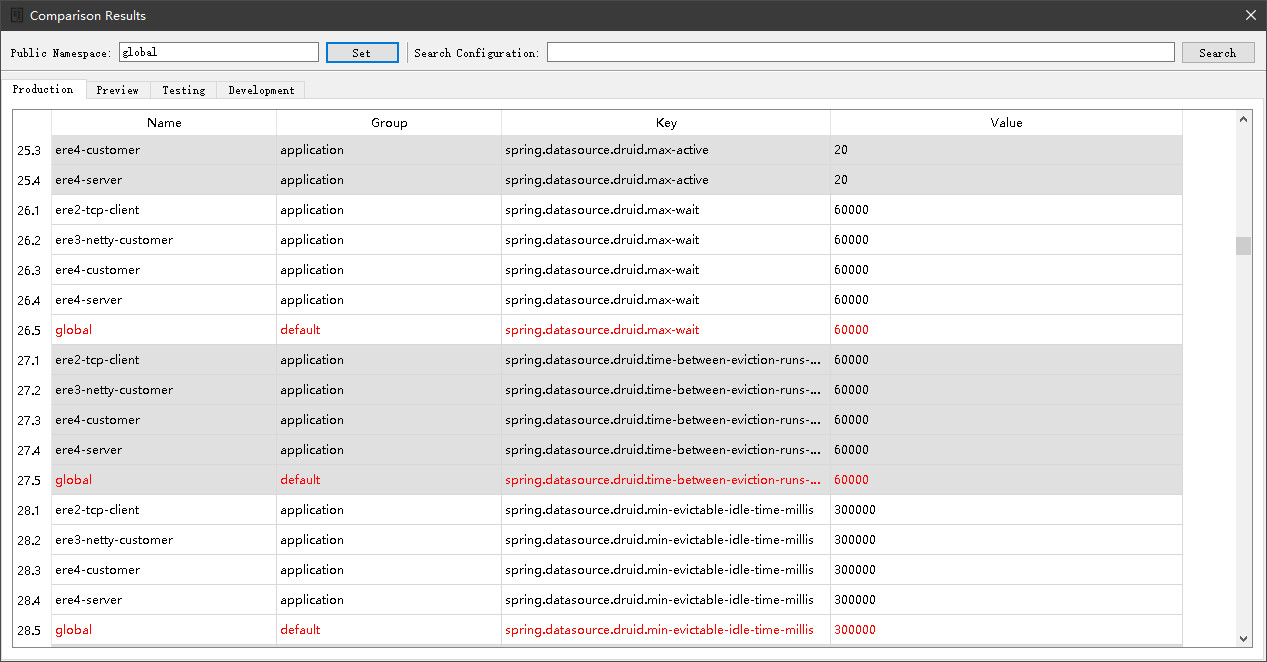 Comparison Results
Public Namespace: global Set Search Configuration: Search
Production Preview Testing Development
Name Group Key Value
25.3 ere4-customer application spring.datasource.druid.max-active 20
25.4 ere4-server application spring.datasource.druid.max-active 20
26.1 ere2-tcp-client application spring.datasource.druid.max-wait 60000
26.2 ere3-netty-customer application spring.datasource.druid.max-wait 60000
26.3 ere4-customer application spring.datasource.druid.max-wait 60000
26.4 ere4-server application spring.datasource.druid.max-wait 60000
26.5 global default spring.datasource.druid.max-wait 60000
27.1 ere2-tcp-client application spring.datasource.druid.time-between-eviction-runs-... 60000
27.2 ere3-netty-customer application spring.datasource.druid.time-between-eviction-runs-... 60000
27.3 ere4-customer application spring.datasource.druid.time-between-eviction-runs-... 60000
27.4 ere4-server application spring.datasource.druid.time-between-eviction-runs-... 60000
27.5 global default spring.datasource.druid.time-between-eviction-runs-... 60000
28.1 ere2-tcp-client application spring.datasource.druid.min-evictable-idle-time-millis 300000
28.2 ere3-netty-customer application spring.datasource.druid.min-evictable-idle-time-millis 300000
28.3 ere4-customer application spring.datasource.druid.min-evictable-idle-time-millis 300000
28.4 ere4-server application spring.datasource.druid.min-evictable-idle-time-millis 300000
28.5 global default spring.datasource.druid.min-evictable-idle-time-millis 300000